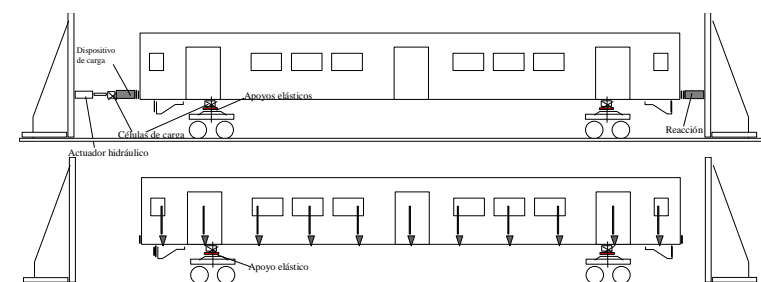 Dispositivo
de carga
Apoyos elásticos
Células de carga
Reacción
Actuador hidráulico
Apoyo elástico